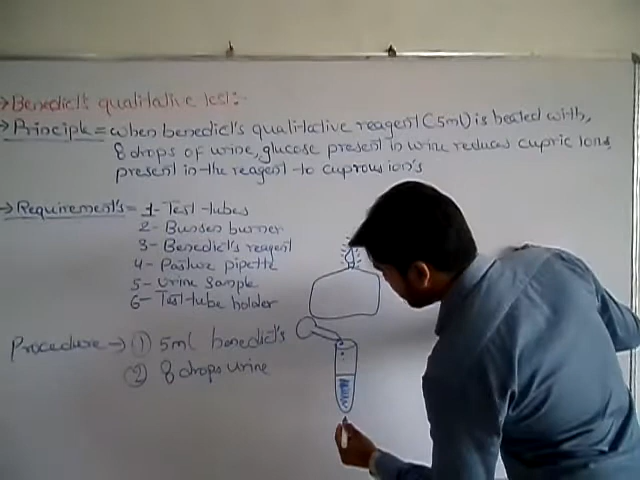 →Benedict's qualitative test:-
→Principle = when benedict's qualitative reagent (5ml) is heated with,
8 drops of urine, glucose present in urine reduces cupric Ions
present in the reagent to cuprous ion's
→Requirement's = 1- Test-tubes
2- Bunsen burner
3- Benedict's reagent
4- Pasture pipette
5- Urine sample
6- Test-tube holder
Procedure → ① 5ml benedict's
② 8 drops urine